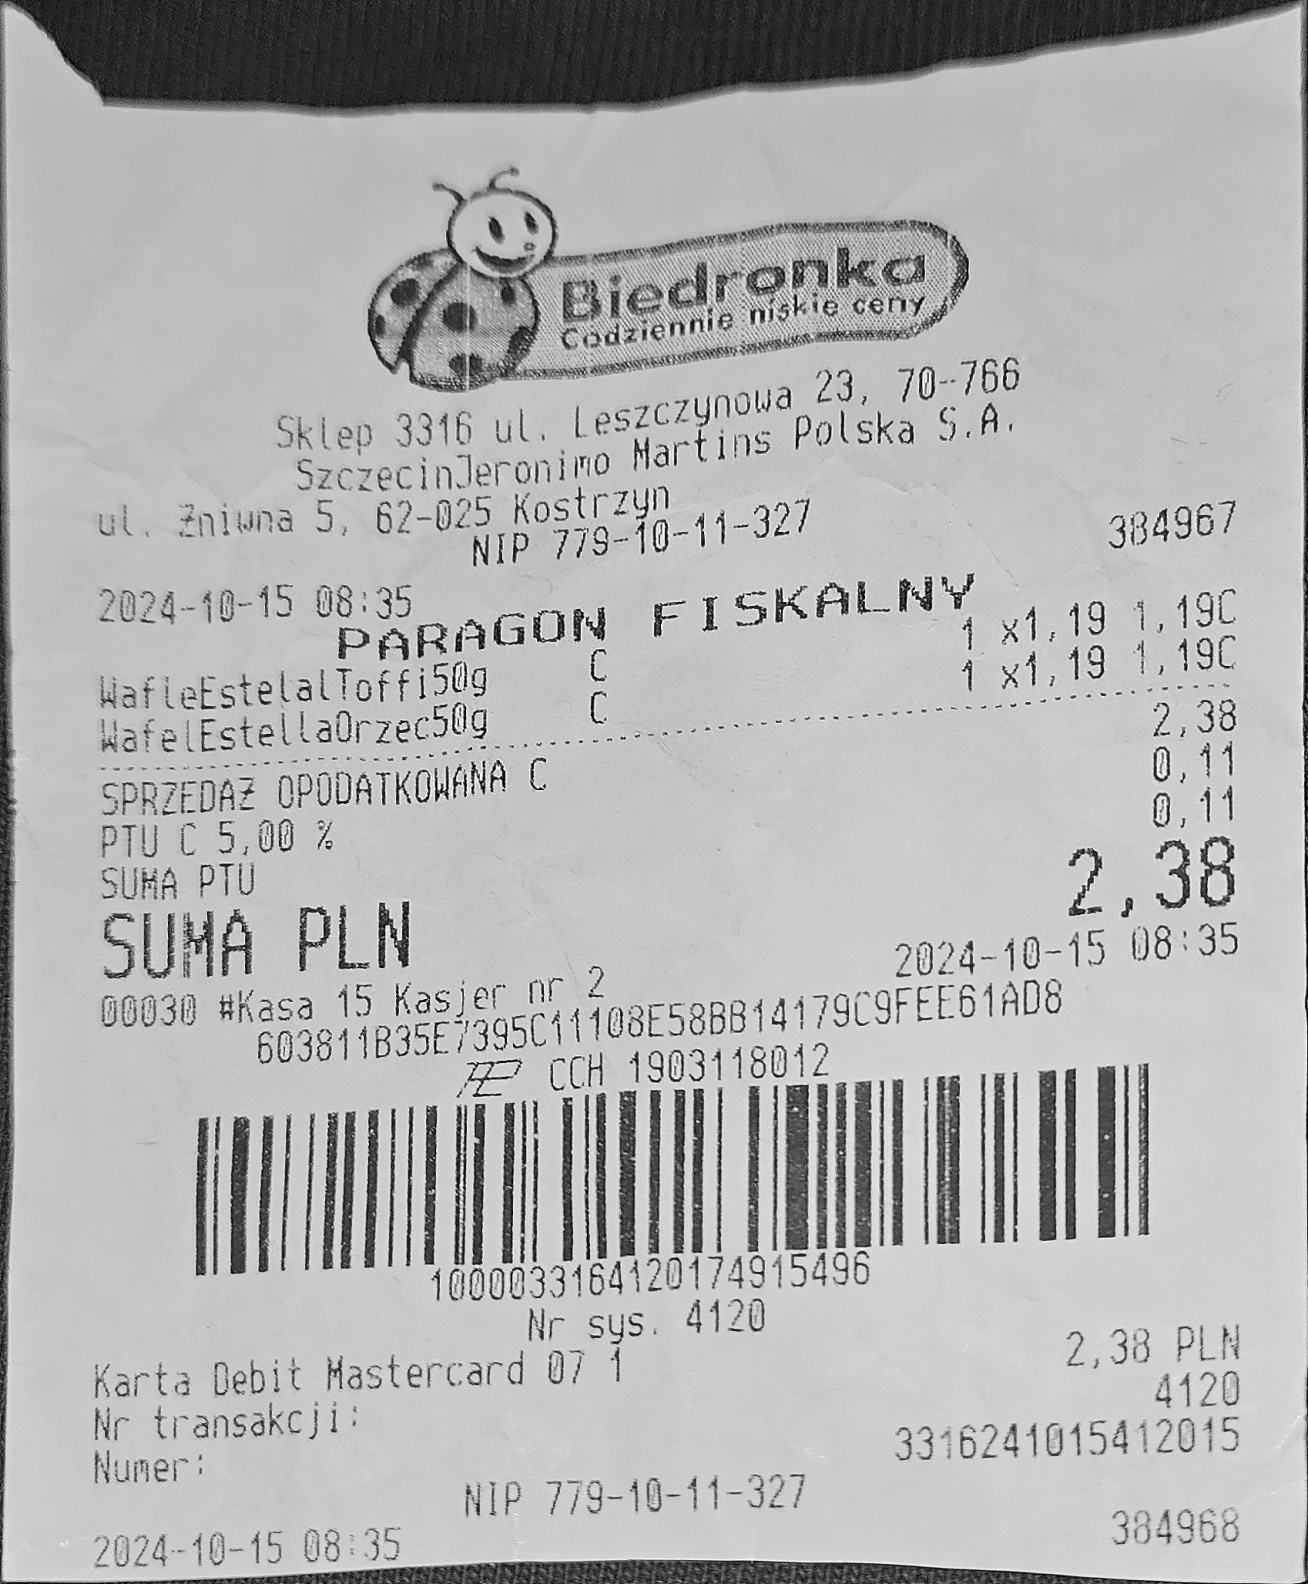 Biedronka
Codziennie niskie ceny
Sklep 3316 ul. Leszczynowa 23, 70-766
SzczecinJeronimo Martins Polska S.A.
ul. Żniwna 5, 62-025 Kostrzyn
NIP 779-10-11-327
2024-10-15 08:35 384967
PARAGON FISKALNY
WafleEstelalToffi50g C 1 x1,19 1,19C
WafelEstellaOrzec50g C 1 x1,19 1,19C
SPRZEDAŻ OPODATKOWANA C 2,38
PTU C 5,00 % 0,11
SUMA PTU 0,11
SUMA PLN 2,38
00030 #Kasa 15 Kasjer nr 2 2024-10-15 08:35
603811B35E7395C11108E58BB14179C9FEE61AD8
CCH 1903118012
1000033164120174915496
Nr sys. 4120
Karta Debit Mastercard 07 1 2,38 PLN
Nr transakcji: 4120
Numer: 3316241015412015
NIP 779-10-11-327
2024-10-15 08:35 384968